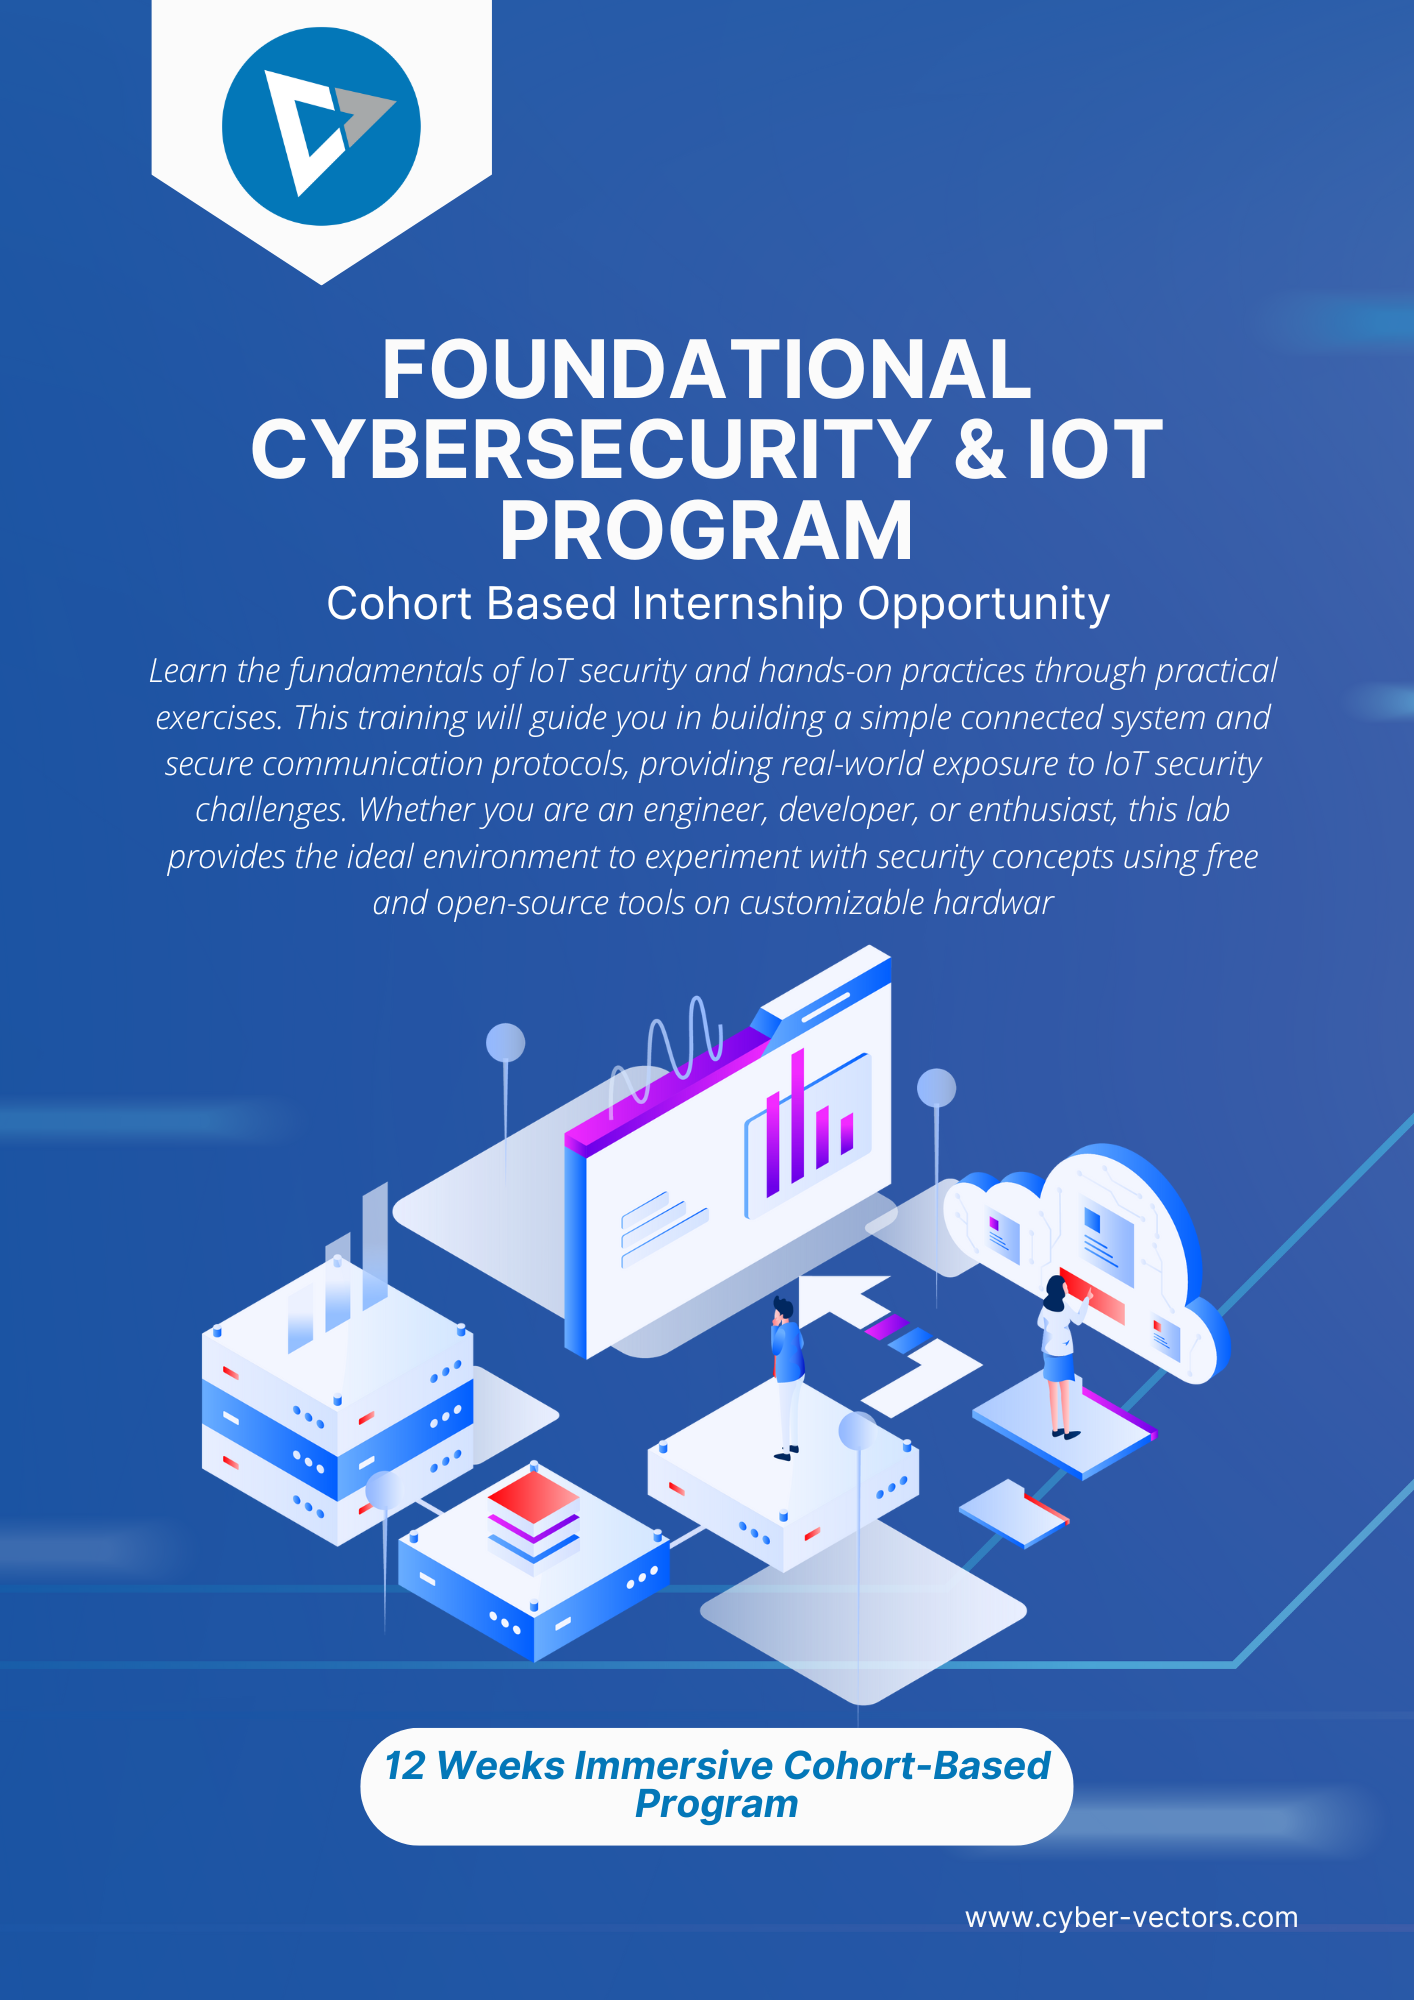 FOUNDATIONAL
CYBERSECURITY & IOT
PROGRAM
Cohort Based Internship Opportunity
Learn the fundamentals of IoT security and hands-on practices through practical
exercises. This training will guide you in building a simple connected system and
secure communication protocols, providing real-world exposure to IoT security
challenges. Whether you are an engineer, developer, or enthusiast, this lab
provides the ideal environment to experiment with security concepts using free
and open-source tools on customizable hardwar
12 Weeks Immersive Cohort-Based
Program
www.cyber-vectors.com